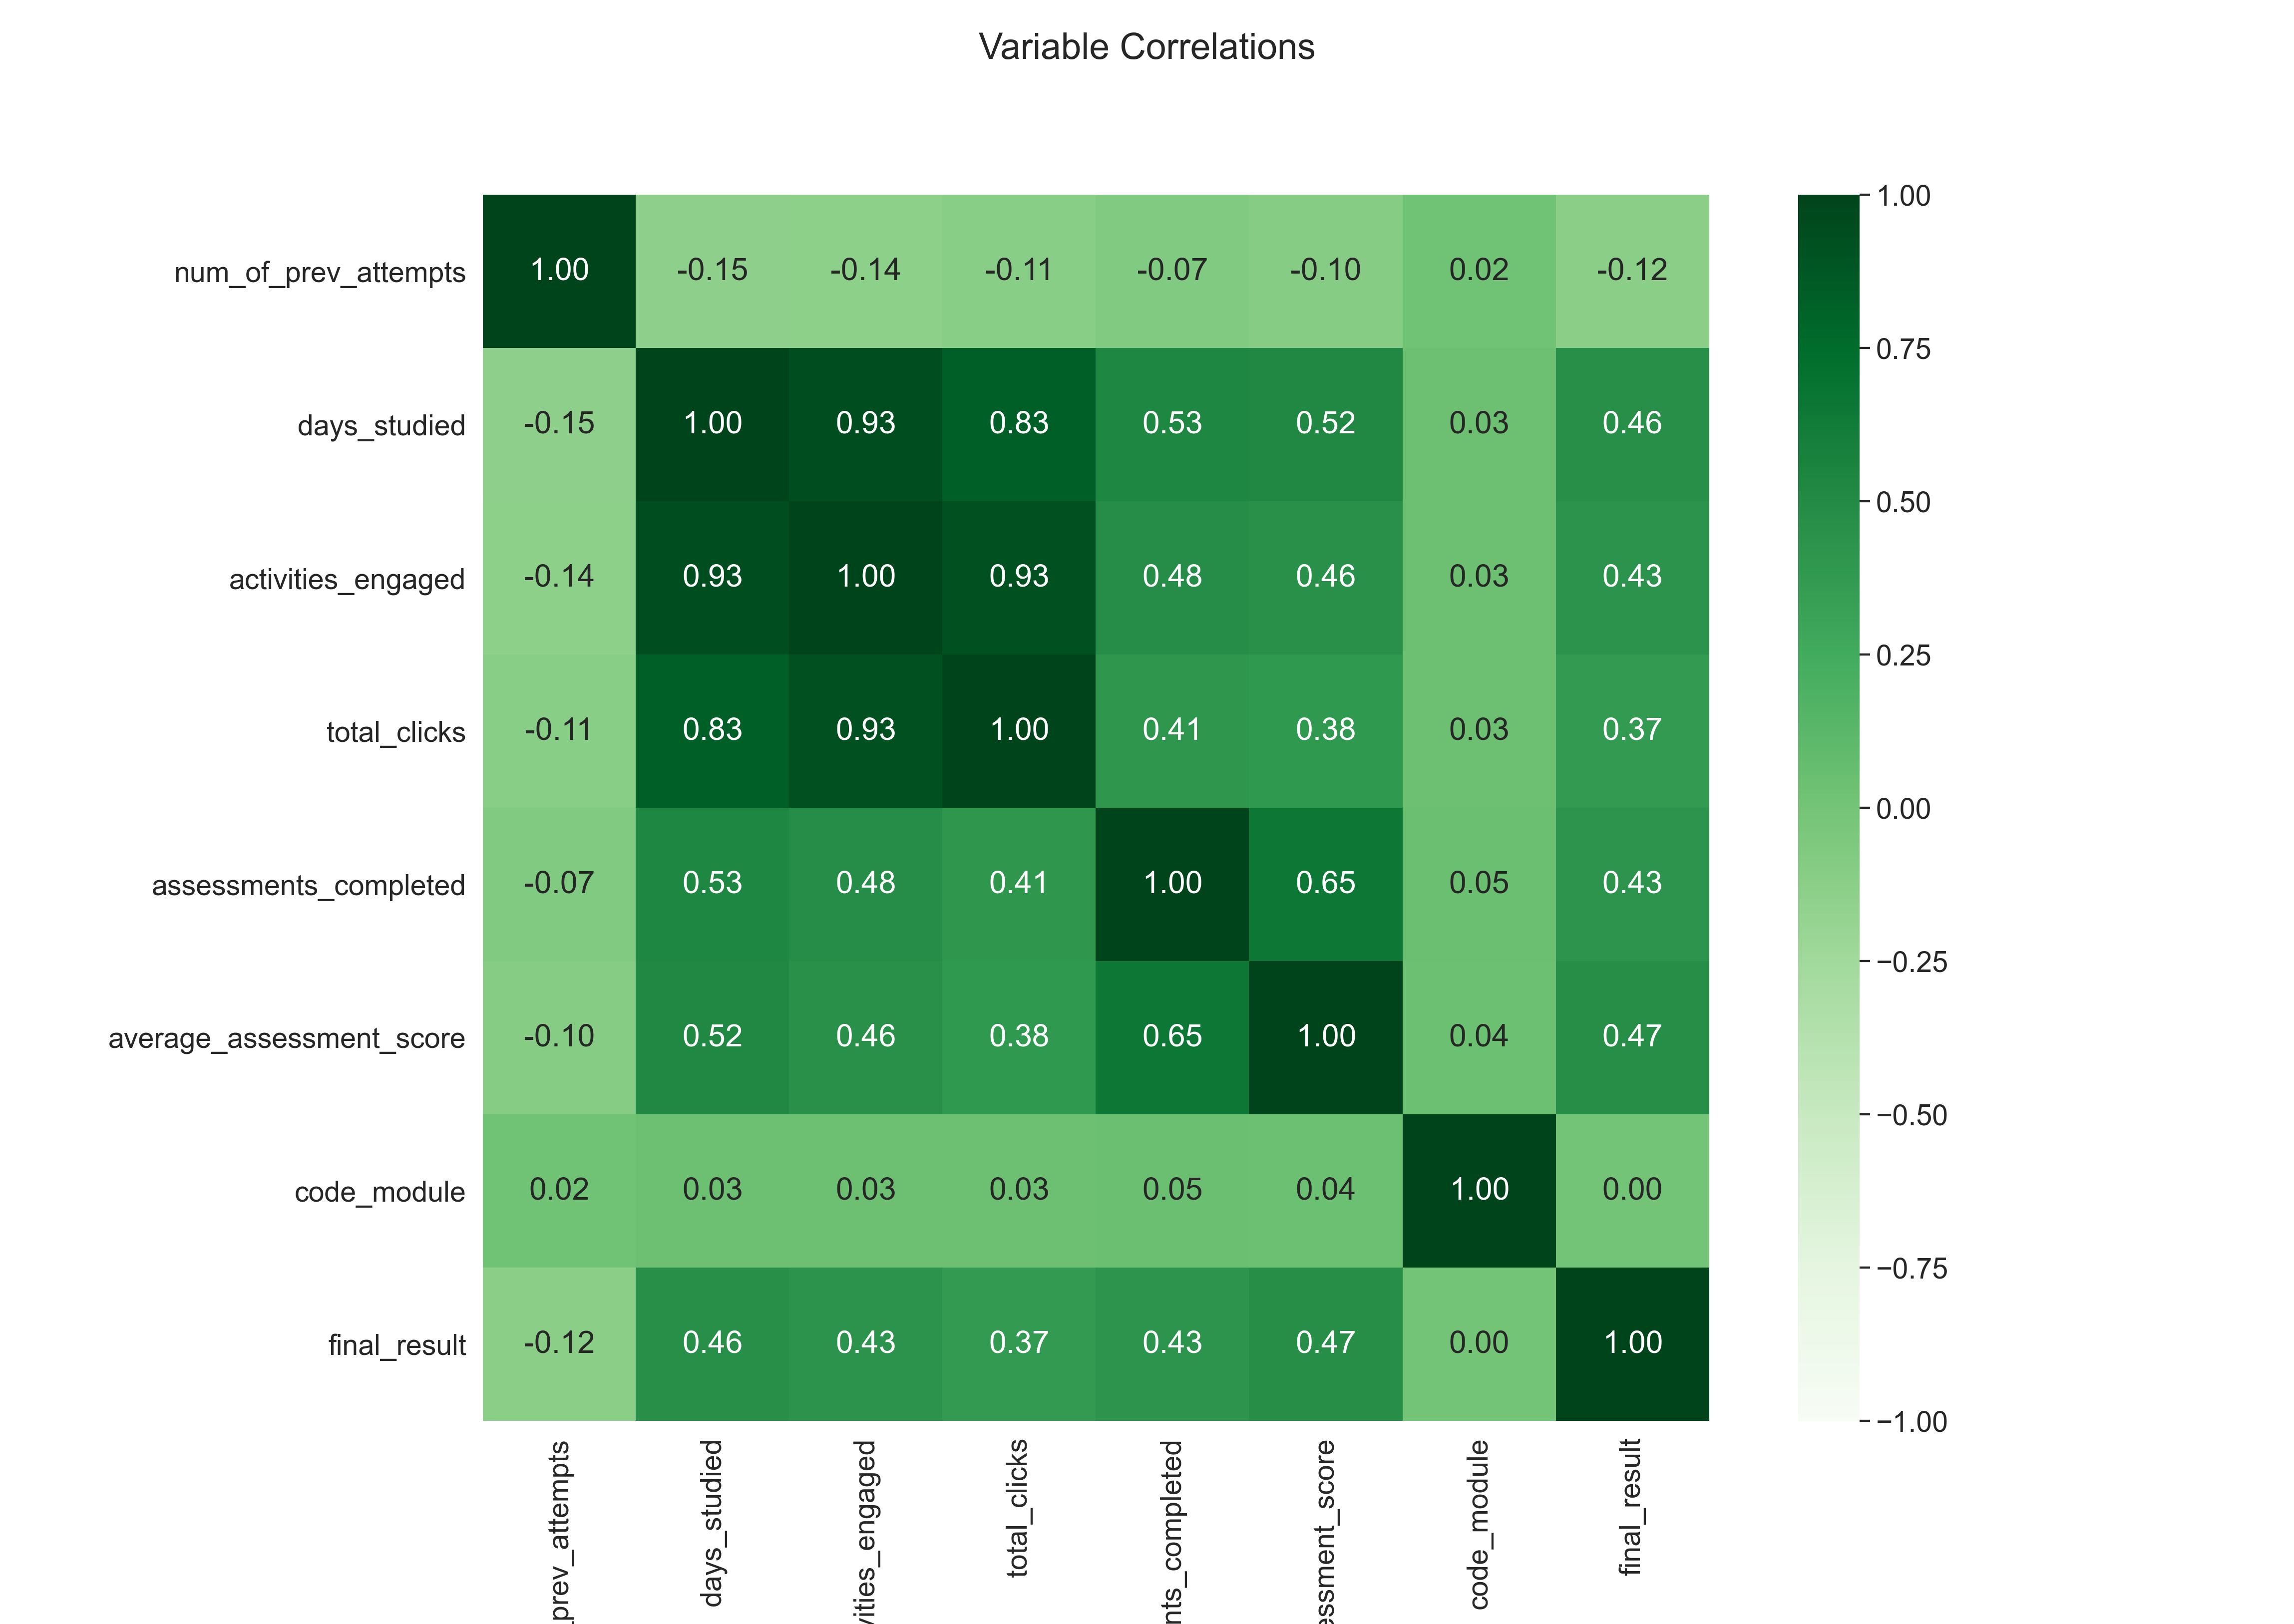 Variable Correlations
num_of_prev_attempts 1.00 -0.15 -0.14 -0.11 -0.07 -0.10 0.02 -0.12
days_studied -0.15 1.00 0.93 0.83 0.53 0.52 0.03 0.46
activities_engaged -0.14 0.93 1.00 0.93 0.48 0.46 0.03 0.43
total_clicks -0.11 0.83 0.93 1.00 0.41 0.38 0.03 0.37
assessments_completed -0.07 0.53 0.48 0.41 1.00 0.65 0.05 0.43
average_assessment_score -0.10 0.52 0.46 0.38 0.65 1.00 0.04 0.47
code_module 0.02 0.03 0.03 0.03 0.05 0.04 1.00 0.00
final_result -0.12 0.46 0.43 0.37 0.43 0.47 0.00 1.00
_prev_attempts
days_studied
vities_engaged
total_clicks
nts_completed
essment_score
code_module
final_result
1.00
0.75
0.50
0.25
0.00
−0.25
−0.50
−0.75
−1.00